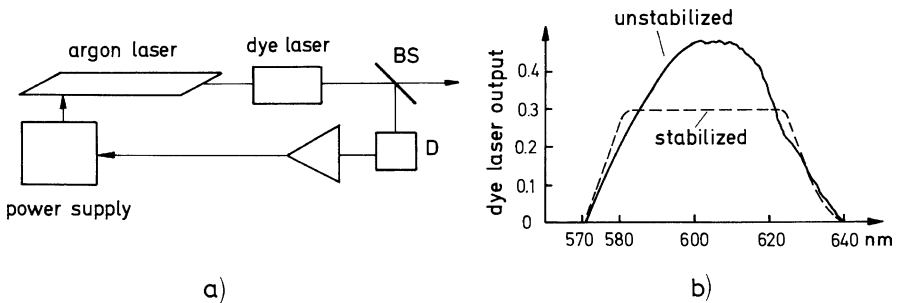 argon laser
dye laser
BS
D
power supply
a)
unstabilized
stabilized
dye laser output
0.4
0.3
0.2
0.1
0
570 580 600 620 640 nm
b)